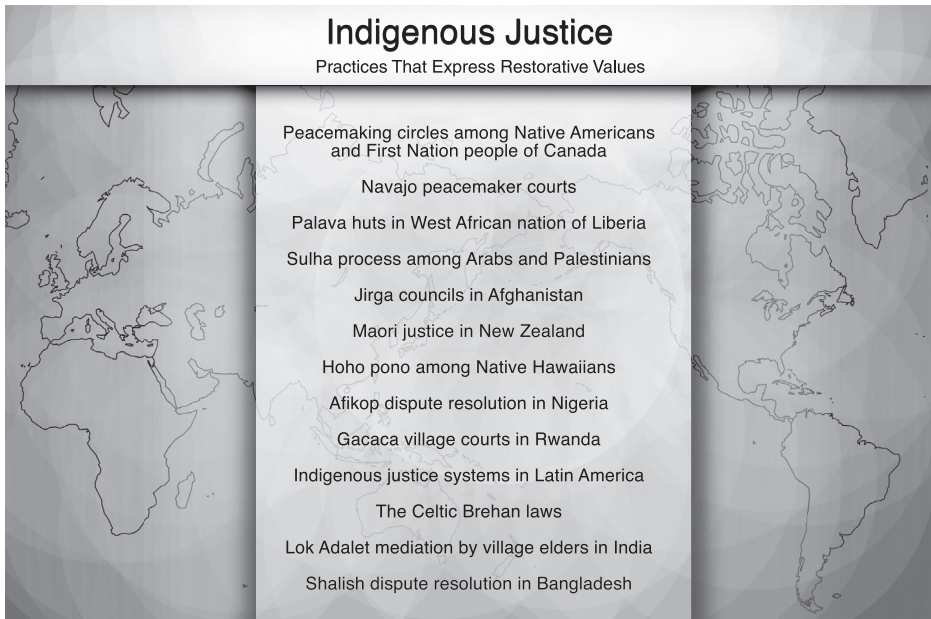 Indigenous Justice
Practices That Express Restorative Values
Peacemaking circles among Native Americans
and First Nation people of Canada
Navajo peacemaker courts
Palava huts in West African nation of Liberia
Sulha process among Arabs and Palestinians
Jirga councils in Afghanistan
Maori justice in New Zealand
Hoho pono among Native Hawaiians
Afikop dispute resolution in Nigeria
Gacaca village courts in Rwanda
Indigenous justice systems in Latin America
The Celtic Brehan laws
Lok Adalet mediation by village elders in India
Shalish dispute resolution in Bangladesh